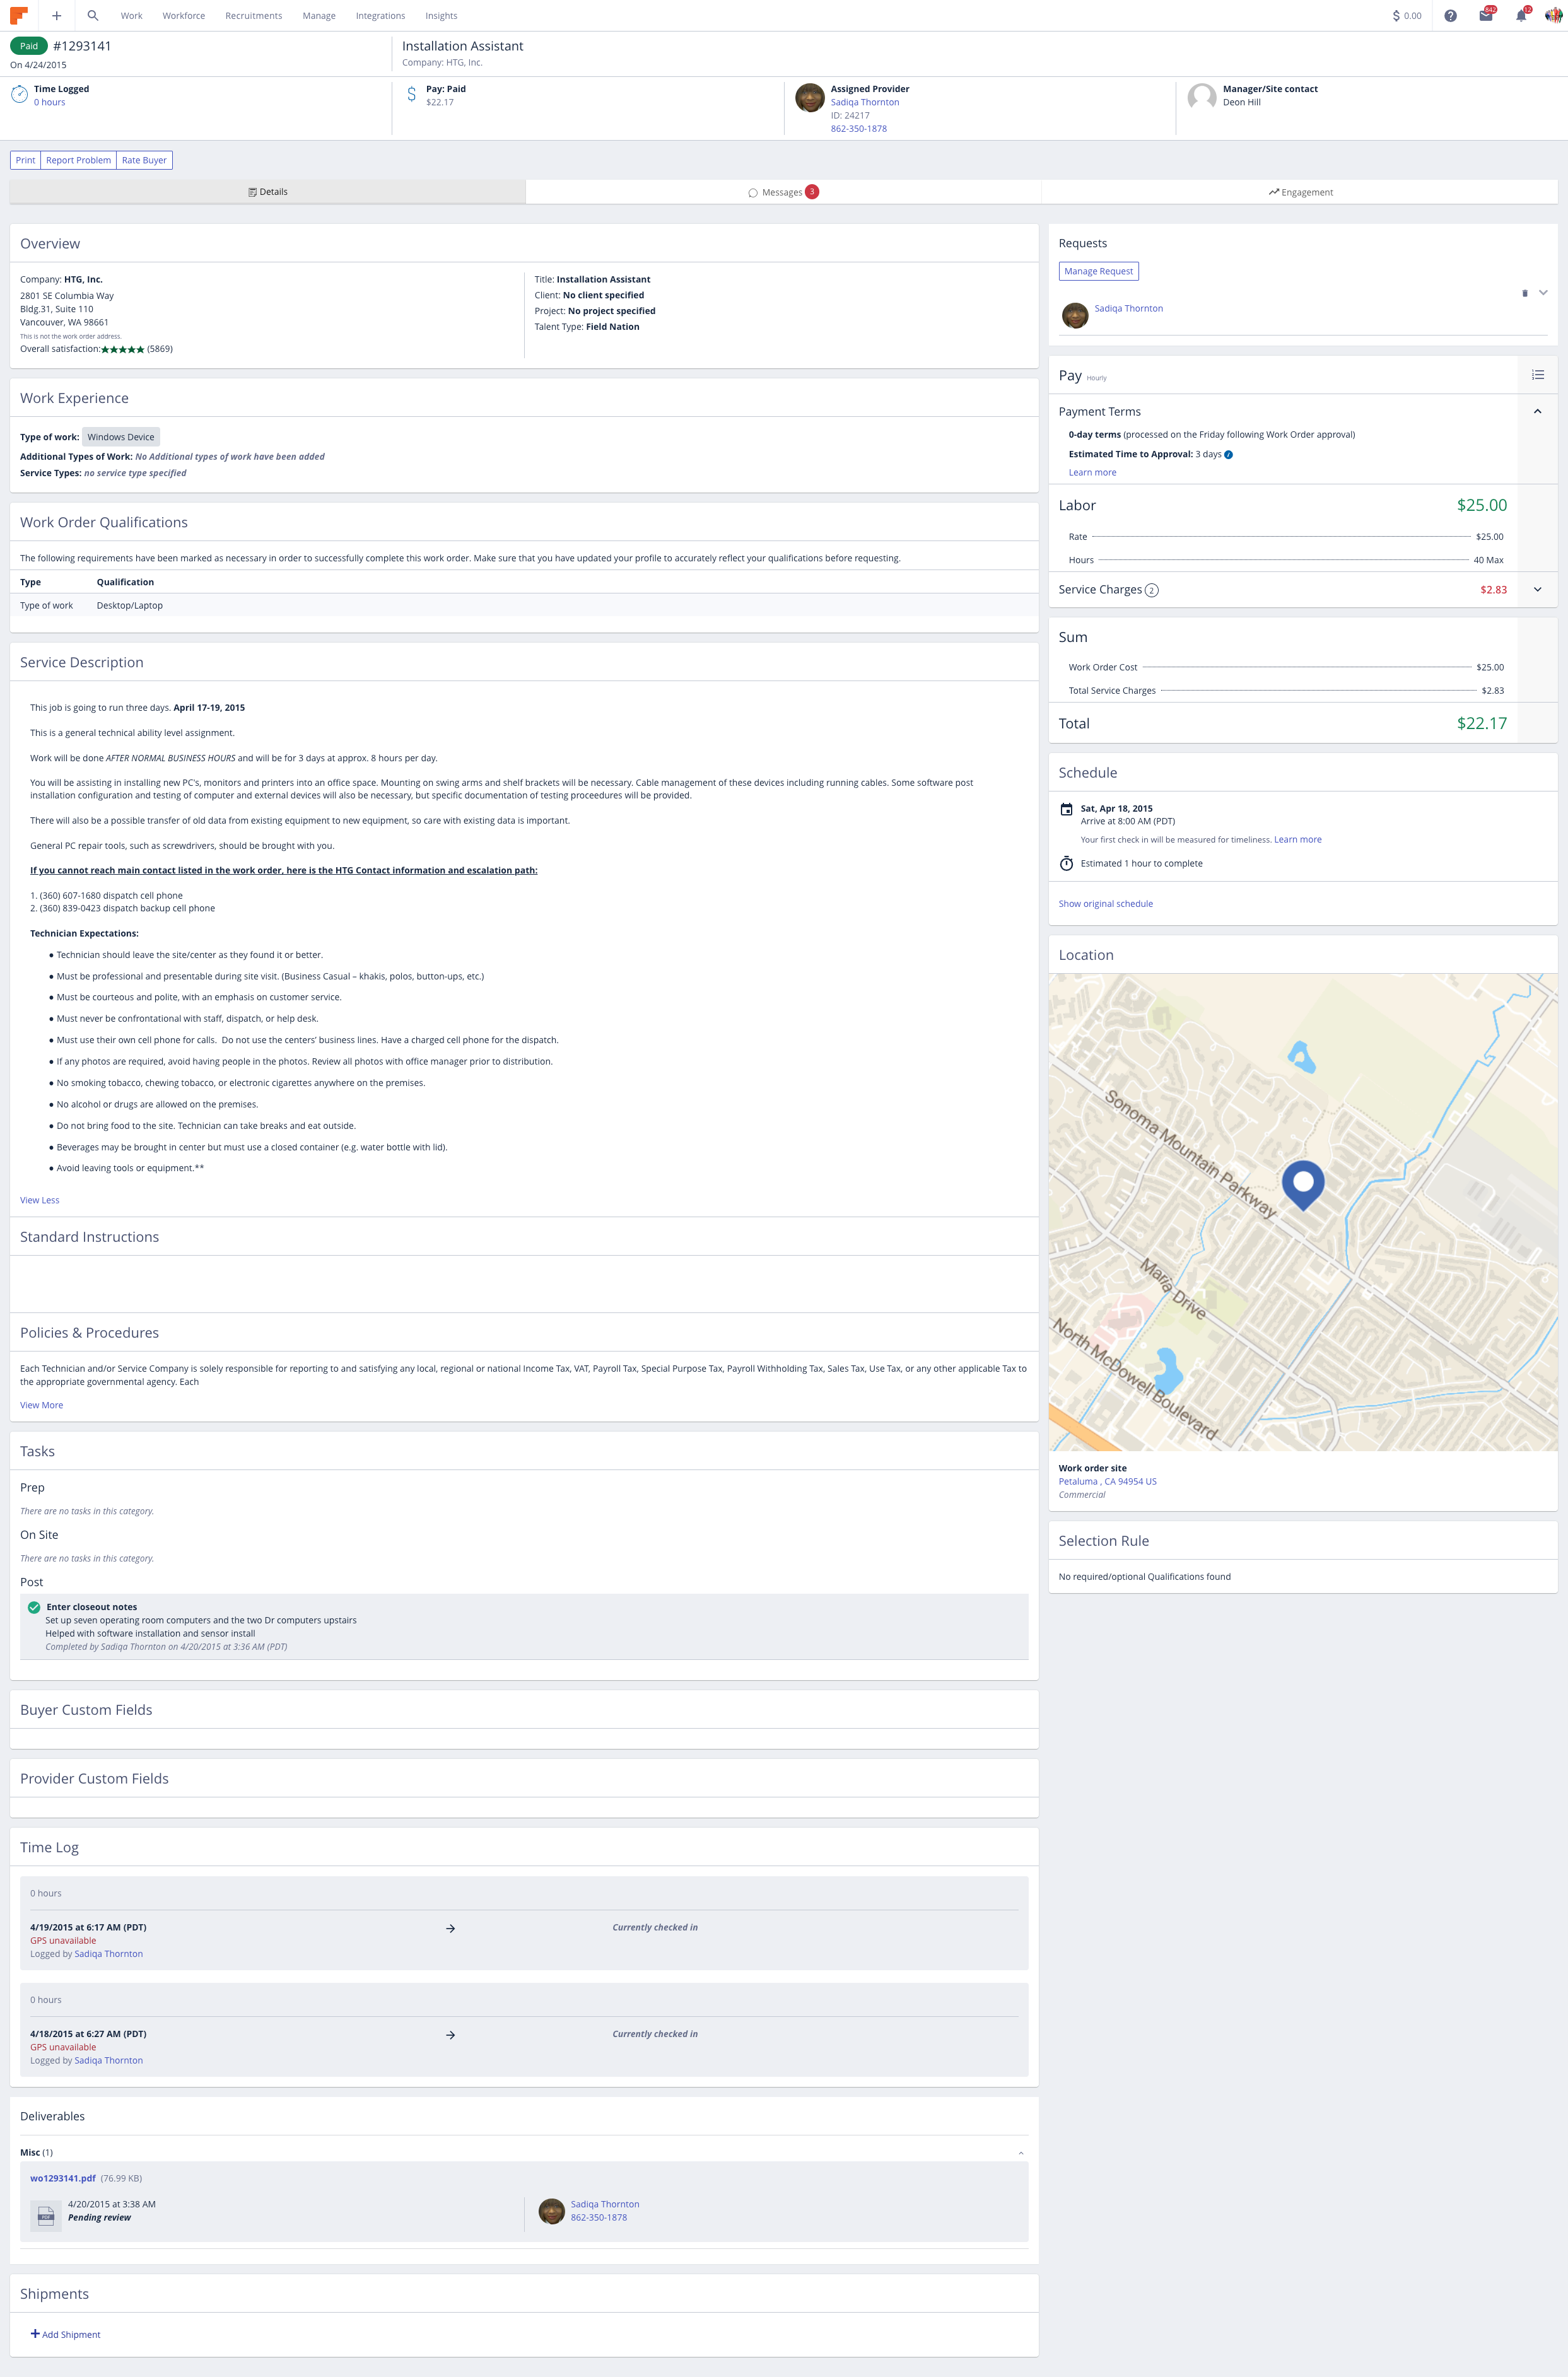 Work Workforce Recruitments Manage Integrations Insights
0.00
642
12
Paid #1293141
On 4/24/2015
Installation Assistant
Company: HTG, Inc.
Time Logged
0 hours
Pay: Paid
$22.17
Assigned Provider
Sadiqa Thornton
ID: 24217
862-350-1878
Manager/Site contact
Deon Hill
Print Report Problem Rate Buyer
Details
Messages 3
Engagement
Overview
Company: HTG, Inc.
2801 SE Columbia Way
Bldg.31, Suite 110
Vancouver, WA 98661
This is not the work order address.
Overall satisfaction:★★★★★ (5869)
Title: Installation Assistant
Client: No client specified
Project: No project specified
Talent Type: Field Nation
Work Experience
Type of work: Windows Device
Additional Types of Work: No Additional types of work have been added
Service Types: no service type specified
Work Order Qualifications
The following requirements have been marked as necessary in order to successfully complete this work order. Make sure that you have updated your profile to accurately reflect your qualifications before requesting.
Type Qualification
Type of work Desktop/Laptop
Service Description
This job is going to run three days. April 17-19, 2015
This is a general technical ability level assignment.
Work will be done AFTER NORMAL BUSINESS HOURS and will be for 3 days at approx. 8 hours per day.
You will be assisting in installing new PC's, monitors and printers into an office space. Mounting on swing arms and shelf brackets will be necessary. Cable management of these devices including running cables. Some software post
installation configuration and testing of computer and external devices will also be necessary, but specific documentation of testing proceedures will be provided.
There will also be a possible transfer of old data from existing equipment to new equipment, so care with existing data is important.
General PC repair tools, such as screwdrivers, should be brought with you.
If you cannot reach main contact listed in the work order, here is the HTG Contact information and escalation path:
1. (360) 607-1680 dispatch cell phone
2. (360) 839-0423 dispatch backup cell phone
Technician Expectations:
● Technician should leave the site/center as they found it or better.
● Must be professional and presentable during site visit. (Business Casual – khakis, polos, button-ups, etc.)
● Must be courteous and polite, with an emphasis on customer service.
● Must never be confrontational with staff, dispatch, or help desk.
● Must use their own cell phone for calls.  Do not use the centers' business lines. Have a charged cell phone for the dispatch.
● If any photos are required, avoid having people in the photos. Review all photos with office manager prior to distribution.
● No smoking tobacco, chewing tobacco, or electronic cigarettes anywhere on the premises.
● No alcohol or drugs are allowed on the premises.
● Do not bring food to the site. Technician can take breaks and eat outside.
● Beverages may be brought in center but must use a closed container (e.g. water bottle with lid).
● Avoid leaving tools or equipment.**
View Less
Standard Instructions
Policies & Procedures
Each Technician and/or Service Company is solely responsible for reporting to and satisfying any local, regional or national Income Tax, VAT, Payroll Tax, Special Purpose Tax, Payroll Withholding Tax, Sales Tax, Use Tax, or any other applicable Tax to
the appropriate governmental agency. Each
View More
Tasks
Prep
There are no tasks in this category.
On Site
There are no tasks in this category.
Post
Enter closeout notes
Set up seven operating room computers and the two Dr computers upstairs
Helped with software installation and sensor install
Completed by Sadiqa Thornton on 4/20/2015 at 3:36 AM (PDT)
Buyer Custom Fields
Provider Custom Fields
Time Log
0 hours
4/19/2015 at 6:17 AM (PDT)
Currently checked in
GPS unavailable
Logged by Sadiqa Thornton
0 hours
4/18/2015 at 6:27 AM (PDT)
Currently checked in
GPS unavailable
Logged by Sadiqa Thornton
Deliverables
Misc (1)
wo1293141.pdf (76.99 KB)
PDF
4/20/2015 at 3:38 AM
Pending review
Sadiqa Thornton
862-350-1878
Shipments
Add Shipment
Requests
Manage Request
Sadiqa Thornton
Pay Hourly
Payment Terms
0-day terms (processed on the Friday following Work Order approval)
Estimated Time to Approval: 3 days
Learn more
Labor $25.00
Rate $25.00
Hours 40 Max
Service Charges 2 $2.83
Sum
Work Order Cost $25.00
Total Service Charges $2.83
Total $22.17
Schedule
Sat, Apr 18, 2015
Arrive at 8:00 AM (PDT)
Your first check in will be measured for timeliness. Learn more
Estimated 1 hour to complete
Show original schedule
Location
Sonoma Mountain Parkway
Maria Drive
North McDowell Boulevard
Work order site
Petaluma , CA 94954 US
Commercial
Selection Rule
No required/optional Qualifications found